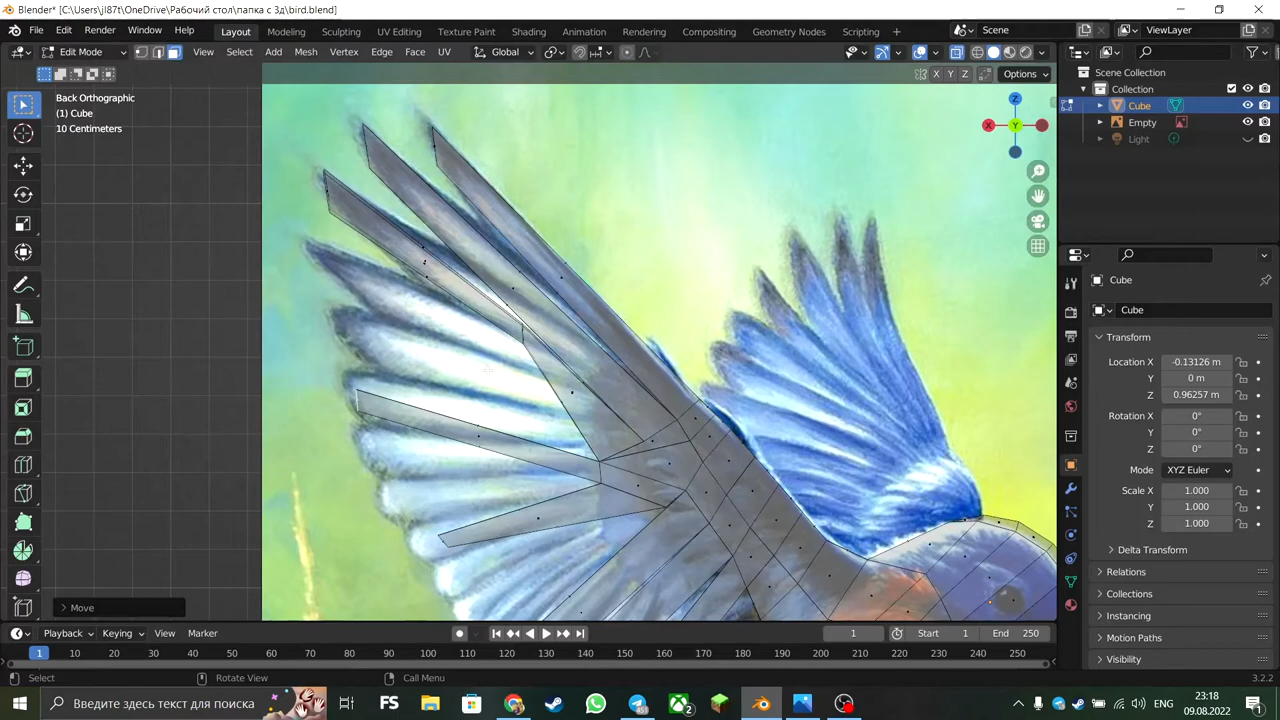 Blender* [C:\Users\jl87t\OneDrive\Рабочий стол\папка с 3д\bird.blend]
File Edit Render Window Help Layout Modeling Sculpting UV Editing Texture Paint Shading Animation Rendering Compositing Geometry Nodes Scripting Scene ViewLayer
Edit Mode View Select Add Mesh Vertex Edge Face UV Global
X Y Z Options
Back Orthographic
(1) Cube
10 Centimeters
Z
X Y
Scene Collection
Collection
Cube
Empty
Light
Cube
Cube
Transform
Location X -0.13126 m
Y 0 m
Z 0.96257 m
Rotation X 0°
Y 0°
Z 0°
Mode XYZ Euler
Scale X 1.000
Y 1.000
Z 1.000
Delta Transform
Relations
Collections
Instancing
Motion Paths
Visibility
Move
Playback Keying View Marker 1 Start 1 End 250
1 10 20 30 40 50 60 70 80 90 100 110 120 130 140 150 160 170 180 190 200 210 220 230 240 250
Select Rotate View Call Menu 3.2.2
Введите здесь текст для поиска FS 2 ENG 23:18
09.08.2022